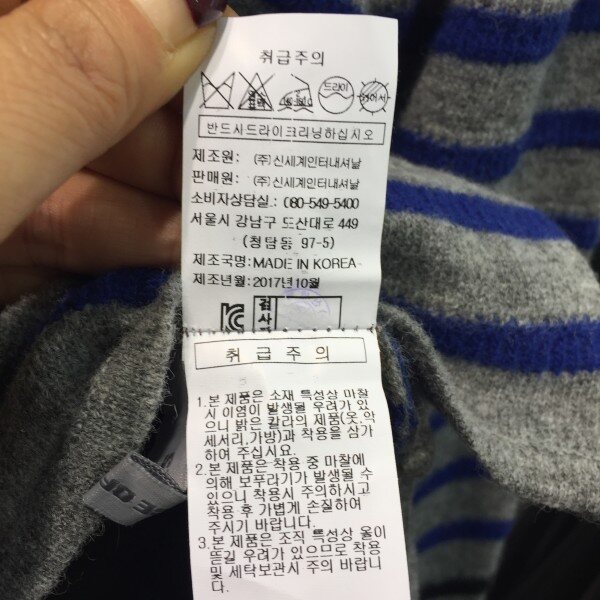 취급주의
드라이
뉘어서
반드시드라이크리닝하십시오
제조원: (주)신세계인터내셔날
판매원: (주)신세계인터내셔날
소비자상담실: 080-549-5400
서울시 강남구 도산대로 449
(청담동 97-5)
제조국명: MADE IN KOREA
제조년월: 2017년10월
검사
취급주의
1.본 제품은 소재 특성상 마찰
시 이염이 발생될 우려가 있
으니 밝은 칼라의 제품(옷,악
세서리,가방)과 착용을 삼가
하여 주십시요.
2.본 제품은 착용 중 마찰에
의해 보푸라기가 발생될 수
있으니 착용시 주의하시고
착용 후 가볍게 손질하여
주시기 바랍니다.
3.본 제품은 조직 특성상 올이
뜯길 우려가 있으므로 착용
및 세탁보관시 주의 바랍니
다.